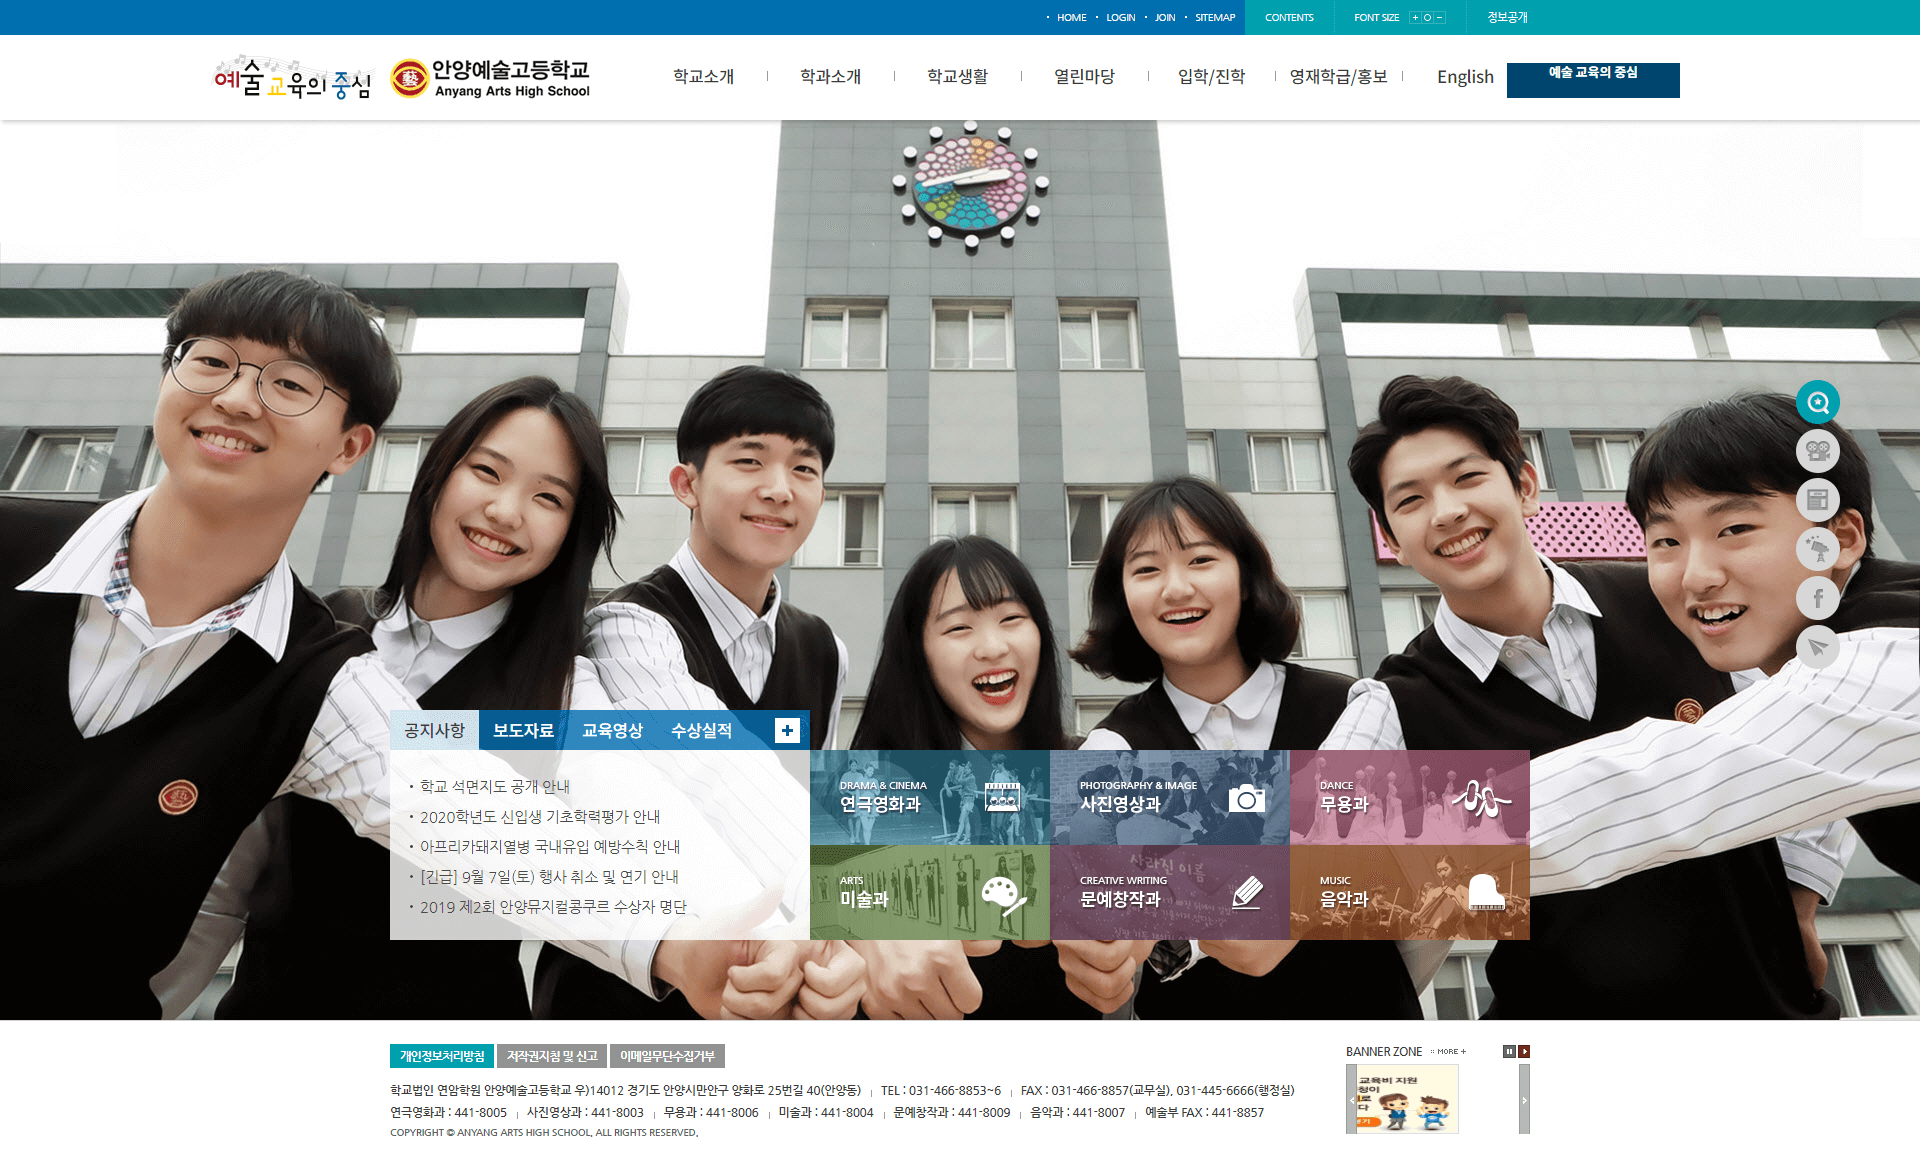 HOME LOGIN JOIN SITEMAP CONTENTS FONT SIZE + O − 정보공개
예술 교육의 중심
藝 안양예술고등학교
Anyang Arts High School
학교소개 학과소개 학교생활 열린마당 입학/진학 영재학급/홍보 English
예술 교육의 중심
공지사항 보도자료 교육영상 수상실적 +
· 학교 석면지도 공개 안내
· 2020학년도 신입생 기초학력평가 안내
· 아프리카돼지열병 국내유입 예방수칙 안내
· [긴급] 9월 7일(토) 행사 취소 및 연기 안내
· 2019 제2회 안양뮤지컬콩쿠르 수상자 명단
DRAMA & CINEMA
연극영화과
PHOTOGRAPHY & IMAGE
사진영상과
DANCE
무용과
ARTS
미술과
사라진 이름
CREATIVE WRITING
문예창작과
MUSIC
음악과
개인정보처리방침 저작권지침 및 신고 이메일무단수집거부
학교법인 연암학원 안양예술고등학교 우)14012 경기도 안양시만안구 양화로 25번길 40(안양동) TEL : 031-466-8853~6 FAX : 031-466-8857(교무실), 031-445-6666(행정실)
연극영화과 : 441-8005 사진영상과 : 441-8003 무용과 : 441-8006 미술과 : 441-8004 문예창작과 : 441-8009 음악과 : 441-8007 예술부 FAX : 441-8857
COPYRIGHT © ANYANG ARTS HIGH SCHOOL. ALL RIGHTS RESERVED.
BANNER ZONE :: MORE +
교육비 지원
청이
로
다